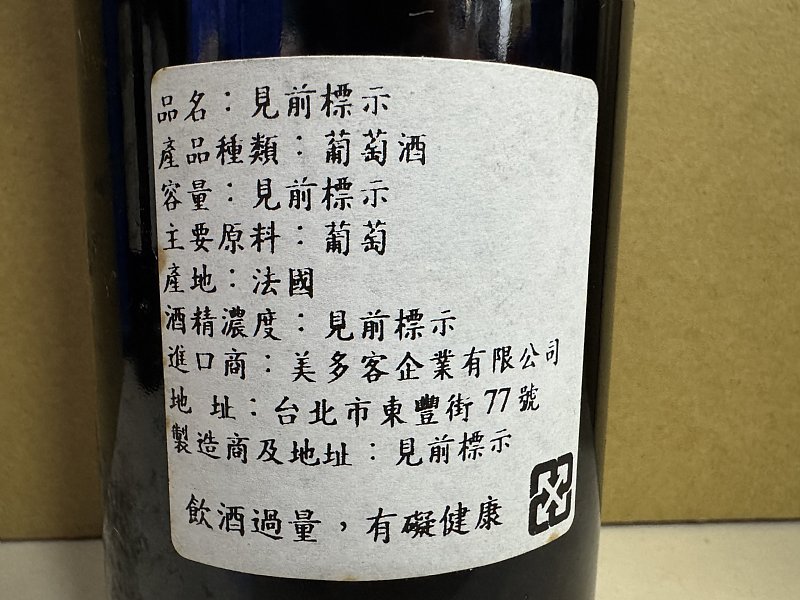 品名：見前標示
產品種類：葡萄酒
容量：見前標示
主要原料：葡萄
產地：法國
酒精濃度：見前標示
進口商：美多客企業有限公司
地 址：台北市東豐街77號
製造商及地址：見前標示
飲酒過量，有礙健康